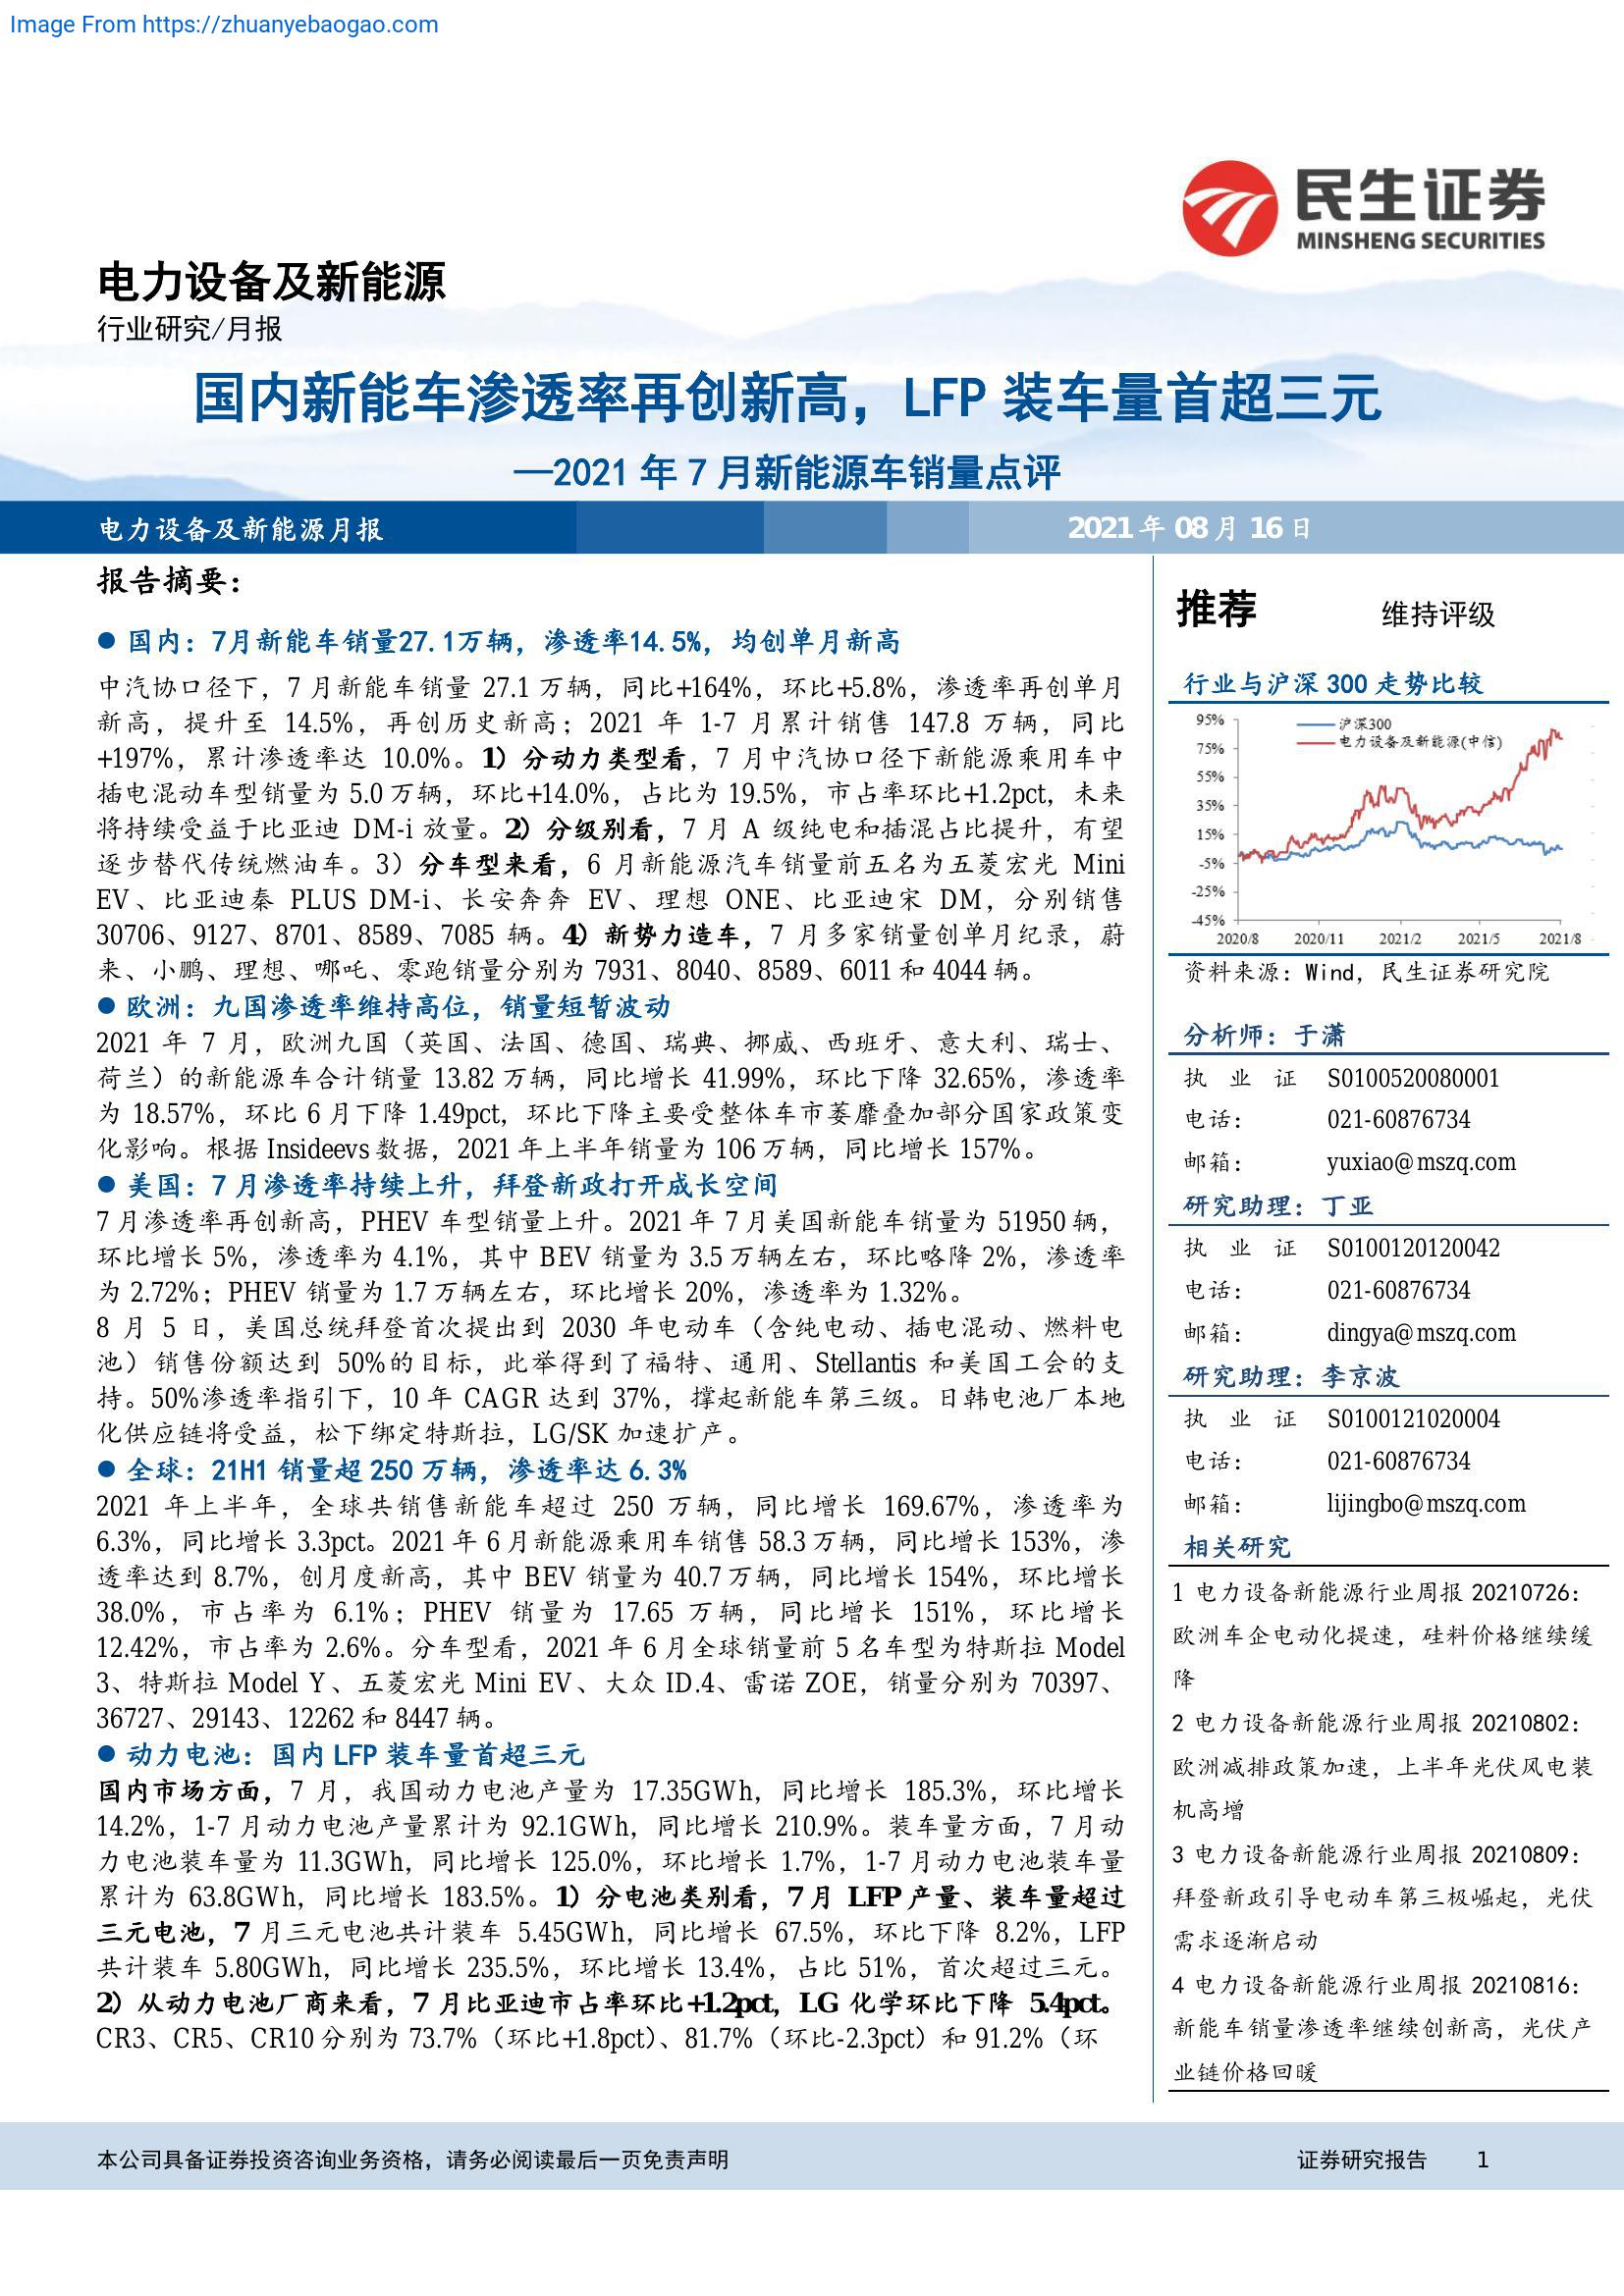 Image From https://zhuanyebaogao.com
民生证券
MINSHENG SECURITIES
电力设备及新能源
行业研究/月报
国内新能车渗透率再创新高，LFP 装车量首超三元
—2021 年 7 月新能源车销量点评
电力设备及新能源月报
2021 年 08 月 16 日
报告摘要：
● 国内：7月新能车销量27.1万辆，渗透率14.5%，均创单月新高
中汽协口径下，7 月新能车销量 27.1 万辆，同比+164%，环比+5.8%，渗透率再创单月
新高，提升至 14.5%，再创历史新高；2021 年 1-7 月累计销售 147.8 万辆，同比
+197%，累计渗透率达 10.0%。1）分动力类型看，7 月中汽协口径下新能源乘用车中
插电混动车型销量为 5.0 万辆，环比+14.0%，占比为 19.5%，市占率环比+1.2pct，未来
将持续受益于比亚迪 DM-i 放量。2）分级别看，7 月 A 级纯电和插混占比提升，有望
逐步替代传统燃油车。3）分车型来看，6 月新能源汽车销量前五名为五菱宏光 Mini
EV、比亚迪秦 PLUS DM-i、长安奔奔 EV、理想 ONE、比亚迪宋 DM，分别销售
30706、9127、8701、8589、7085 辆。4）新势力造车，7 月多家销量创单月纪录，蔚
来、小鹏、理想、哪吒、零跑销量分别为 7931、8040、8589、6011 和 4044 辆。
● 欧洲：九国渗透率维持高位，销量短暂波动
2021 年 7 月，欧洲九国（英国、法国、德国、瑞典、挪威、西班牙、意大利、瑞士、
荷兰）的新能源车合计销量 13.82 万辆，同比增长 41.99%，环比下降 32.65%，渗透率
为 18.57%，环比 6 月下降 1.49pct，环比下降主要受整体车市萎靡叠加部分国家政策变
化影响。根据 Insideevs 数据，2021 年上半年销量为 106 万辆，同比增长 157%。
● 美国：7 月渗透率持续上升，拜登新政打开成长空间
7 月渗透率再创新高，PHEV 车型销量上升。2021 年 7 月美国新能车销量为 51950 辆，
环比增长 5%，渗透率为 4.1%，其中 BEV 销量为 3.5 万辆左右，环比略降 2%，渗透率
为 2.72%；PHEV 销量为 1.7 万辆左右，环比增长 20%，渗透率为 1.32%。
8 月 5 日，美国总统拜登首次提出到 2030 年电动车（含纯电动、插电混动、燃料电
池）销售份额达到 50%的目标，此举得到了福特、通用、Stellantis 和美国工会的支
持。50%渗透率指引下，10 年 CAGR 达到 37%，撑起新能车第三级。日韩电池厂本地
化供应链将受益，松下绑定特斯拉，LG/SK 加速扩产。
● 全球：21H1 销量超 250 万辆，渗透率达 6.3%
2021 年上半年，全球共销售新能车超过 250 万辆，同比增长 169.67%，渗透率为
6.3%，同比增长 3.3pct。2021 年 6 月新能源乘用车销售 58.3 万辆，同比增长 153%，渗
透率达到 8.7%，创月度新高，其中 BEV 销量为 40.7 万辆，同比增长 154%，环比增长
38.0%，市占率为 6.1%；PHEV 销量为 17.65 万辆，同比增长 151%，环比增长
12.42%，市占率为 2.6%。分车型看，2021 年 6 月全球销量前 5 名车型为特斯拉 Model
3、特斯拉 Model Y、五菱宏光 Mini EV、大众 ID.4、雷诺 ZOE，销量分别为 70397、
36727、29143、12262 和 8447 辆。
● 动力电池：国内 LFP 装车量首超三元
国内市场方面，7 月，我国动力电池产量为 17.35GWh，同比增长 185.3%，环比增长
14.2%，1-7 月动力电池产量累计为 92.1GWh，同比增长 210.9%。装车量方面，7 月动
力电池装车量为 11.3GWh，同比增长 125.0%，环比增长 1.7%，1-7 月动力电池装车量
累计为 63.8GWh，同比增长 183.5%。1）分电池类别看，7 月 LFP 产量、装车量超过
三元电池，7 月三元电池共计装车 5.45GWh，同比增长 67.5%，环比下降 8.2%，LFP
共计装车 5.80GWh，同比增长 235.5%，环比增长 13.4%，占比 51%，首次超过三元。
2）从动力电池厂商来看，7 月比亚迪市占率环比+1.2pct，LG 化学环比下降 5.4pct。
CR3、CR5、CR10 分别为 73.7%（环比+1.8pct）、81.7%（环比-2.3pct）和 91.2%（环
推荐 维持评级
行业与沪深 300 走势比较
沪深300
电力设备及新能源(中信)
95%
75%
55%
35%
15%
-5%
-25%
-45%
2020/8 2020/11 2021/2 2021/5 2021/8
资料来源：Wind，民生证券研究院
分析师：于潇
执 业 证 S0100520080001
电话： 021-60876734
邮箱： yuxiao@mszq.com
研究助理：丁亚
执 业 证 S0100120120042
电话： 021-60876734
邮箱： dingya@mszq.com
研究助理：李京波
执 业 证 S0100121020004
电话： 021-60876734
邮箱： lijingbo@mszq.com
相关研究
1 电力设备新能源行业周报 20210726：
欧洲车企电动化提速，硅料价格继续缓
降
2 电力设备新能源行业周报 20210802：
欧洲减排政策加速，上半年光伏风电装
机高增
3 电力设备新能源行业周报 20210809：
拜登新政引导电动车第三极崛起，光伏
需求逐渐启动
4 电力设备新能源行业周报 20210816：
新能车销量渗透率继续创新高，光伏产
业链价格回暖
本公司具备证券投资咨询业务资格，请务必阅读最后一页免责声明
证券研究报告 1